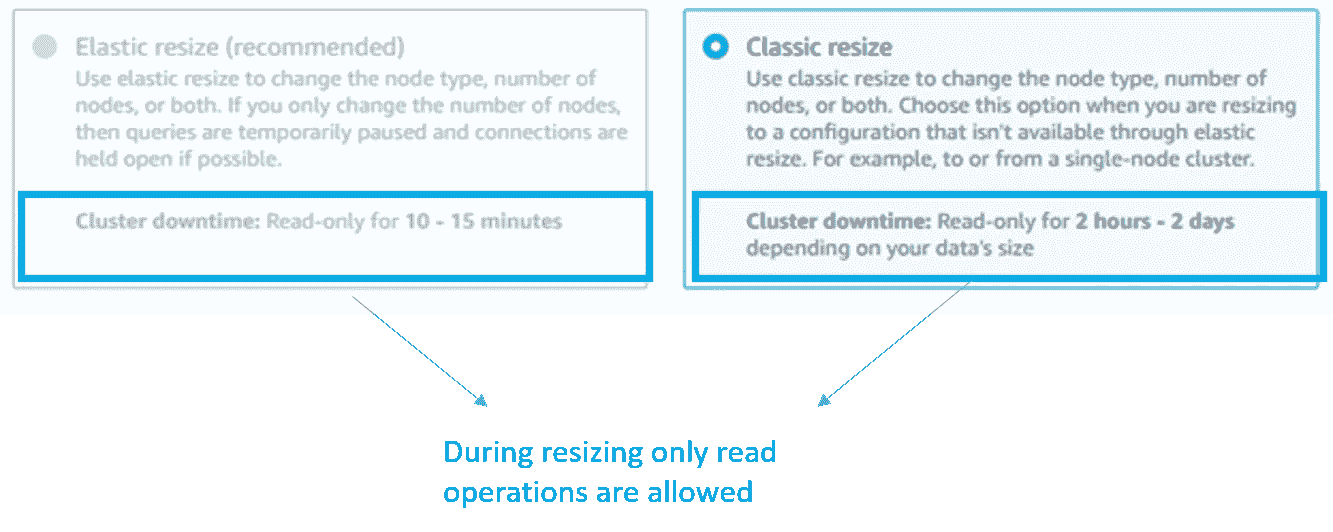 Elastic resize (recommended)
Use elastic resize to change the node type, number of
nodes, or both. If you only change the number of nodes,
then queries are temporarily paused and connections are
held open if possible.
Cluster downtime: Read-only for 10 - 15 minutes
Classic resize
Use classic resize to change the node type, number of
nodes, or both. Choose this option when you are resizing
to a configuration that isn't available through elastic
resize. For example, to or from a single-node cluster.
Cluster downtime: Read-only for 2 hours - 2 days
depending on your data's size
During resizing only read
operations are allowed